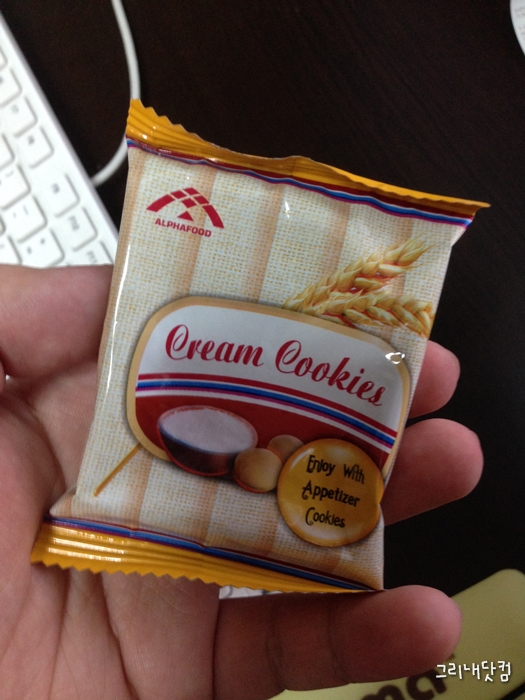 ALPHAFOOD
Cream Cookies
Enjoy with
Appetizer
Cookies
그리내닷컴